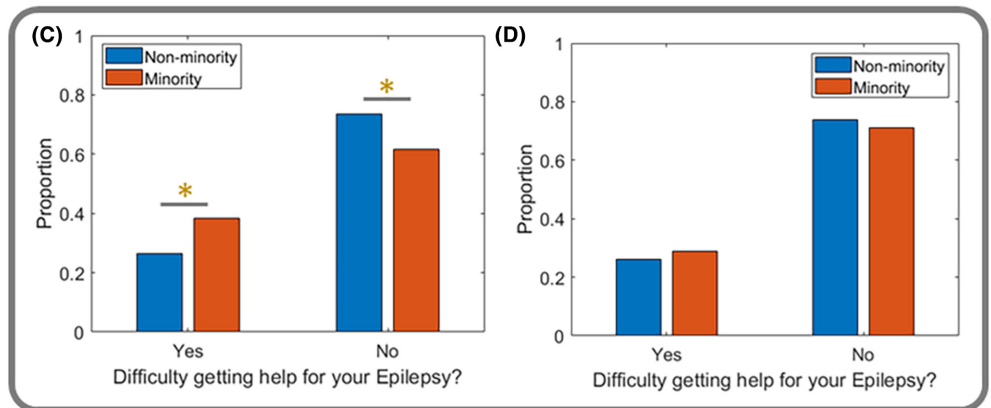 (C)
1
0.8
0.6
0.4
0.2
0
Proportion
Non-minority
Minority
*
*
Yes No
Difficulty getting help for your Epilepsy?
(D)
1
0.8
0.6
0.4
0.2
0
Proportion
Non-minority
Minority
Yes No
Difficulty getting help for your Epilepsy?